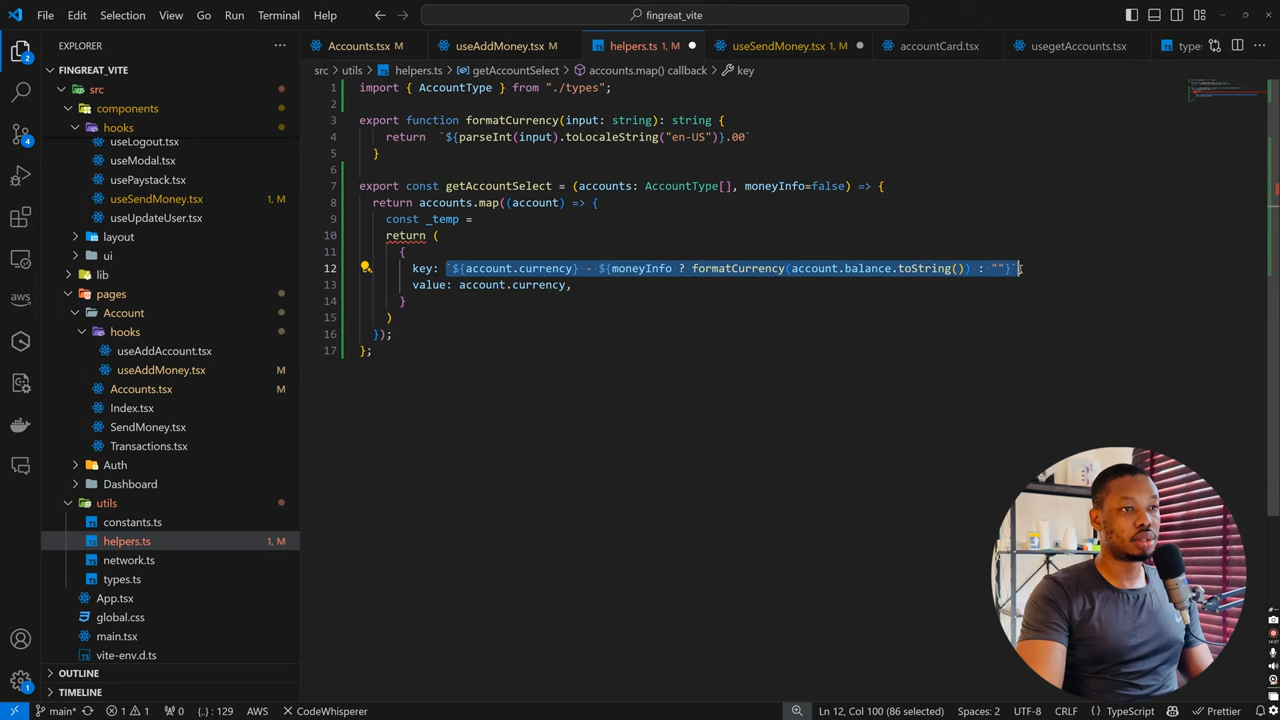 File Edit Selection View Go Run Terminal Help
fingreat_vite
EXPLORER
Accounts.tsx M
useAddMoney.tsx M
helpers.ts 1, M
useSendMoney.tsx 1, M
accountCard.tsx
usegetAccounts.tsx
src > utils > helpers.ts > getAccountSelect > accounts.map() callback > key
FINGREAT_VITE
src
components
hooks
useLogout.tsx
useModal.tsx
usePaystack.tsx
useSendMoney.tsx 1, M
useUpdateUser.tsx
layout
ui
lib
pages
Account
hooks
useAddAccount.tsx
useAddMoney.tsx M
Accounts.tsx M
Index.tsx
SendMoney.tsx
Transactions.tsx
Auth
Dashboard
utils
constants.ts
helpers.ts 1, M
network.ts
types.ts
App.tsx
global.css
main.tsx
vite-env.d.ts
OUTLINE
TIMELINE
1 import { AccountType } from "./types";
2
3 export function formatCurrency(input: string): string {
4 return `${parseInt(input).toLocaleString("en-US")}.00`
5 }
6
7 export const getAccountSelect = (accounts: AccountType[], moneyInfo=false) => {
8 return accounts.map((account) => {
9 const _temp =
10 return (
11 {
12 key: `${account.currency} - ${moneyInfo ? formatCurrency(account.balance.toString()) : ""}`
13 value: account.currency,
14 }
15 )
16 });
17 };
main* 1 1 0 {..} : 129 AWS CodeWhisperer
Ln 12, Col 100 (86 selected) Spaces: 2 UTF-8 CRLF {} TypeScript Prettier